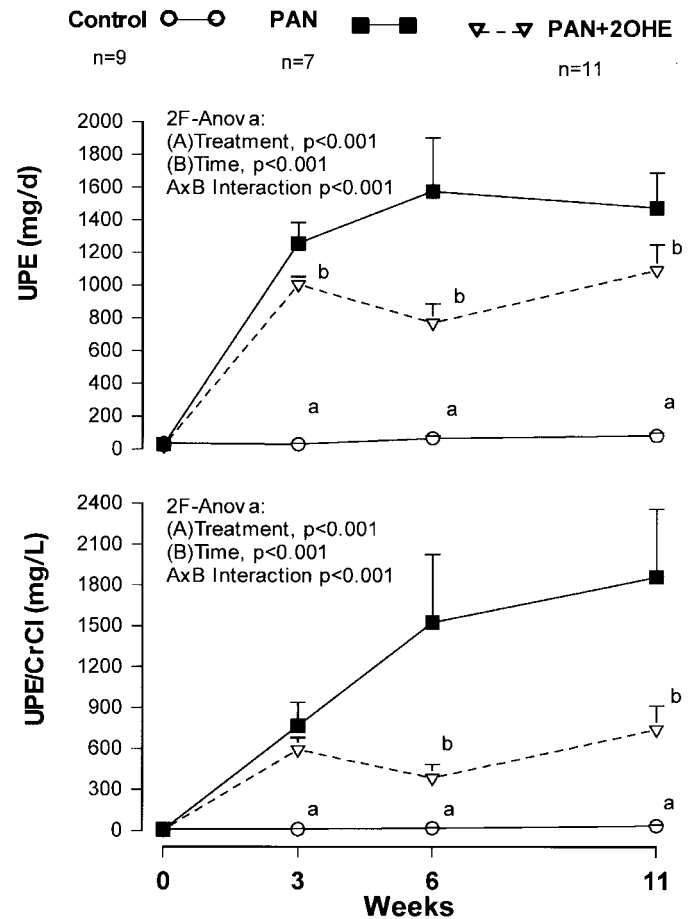 Control PAN PAN+2OHE
n=9 n=7 n=11
2F-Anova:
(A)Treatment, p<0.001
(B)Time, p<0.001
AxB Interaction p<0.001
UPE (mg/d)
2000
1800
1600
1400
1200
1000
800
600
400
200
0
b
b
b
a
a
a
2F-Anova:
(A)Treatment, p<0.001
(B)Time, p<0.001
AxB Interaction p<0.001
UPE/CrCl (mg/L)
2400
2100
1800
1500
1200
900
600
300
0
b
b
a
a
a
0 3 6 11
Weeks